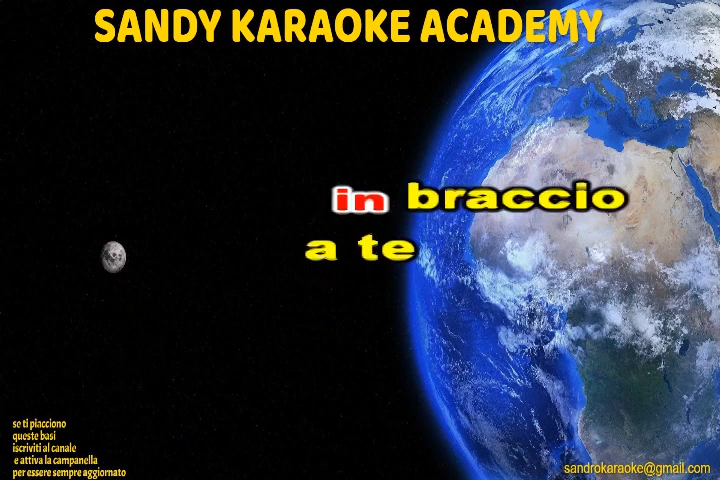 SANDY KARAOKE ACADEMY
in braccio
a te
se ti piacciono
queste basi
iscriviti al canale
e attiva la campanella
per essere sempre aggiornato
sandrokaraoke@gmail.com